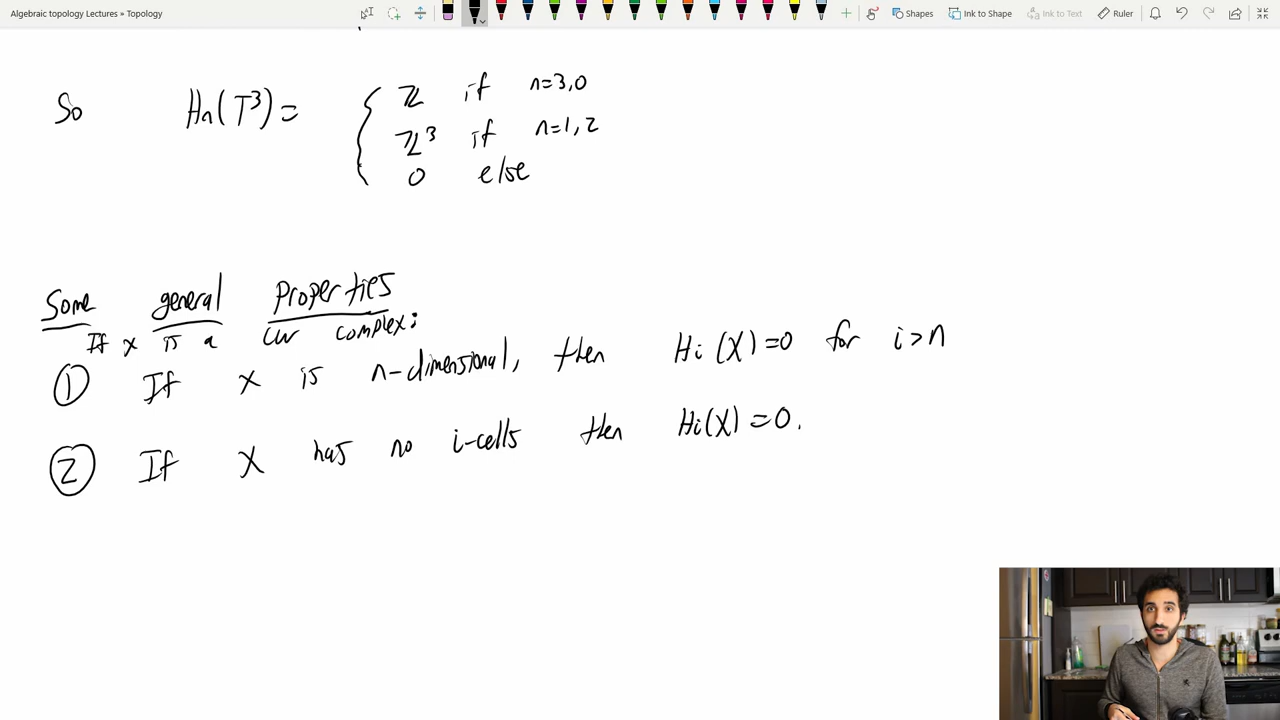 Algebraic topology Lectures » Topology
Shapes
Ink to Shape
Ink to Text
Ruler
So Hn(T³) = { ℤ if n=3,0
ℤ³ if n=1,2
0 else
Some general Properties
If X is a CW complex:
① If X is n-dimensional, then Hi(X)=0 for i>n
② If X has no i-cells then Hi(X)=0.